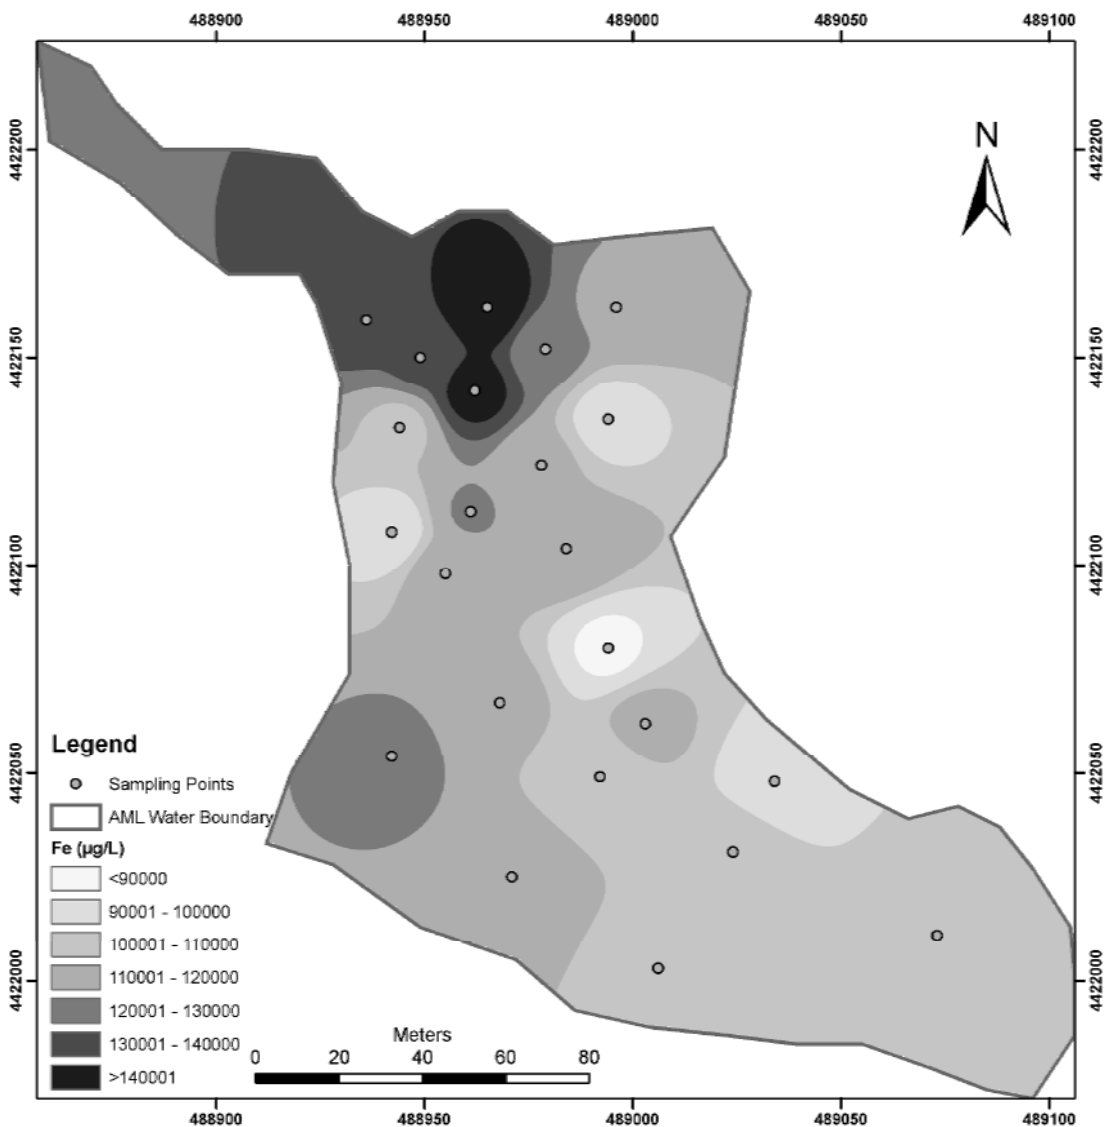 488900 488950 489000 489050 489100
N
4422200 4422200
4422150 4422150
4422100 4422100
4422050 4422050
4422000 4422000
Legend
Sampling Points
AML Water Boundary
Fe (µg/L)
<90000
90001 - 100000
100001 - 110000
110001 - 120000
120001 - 130000
130001 - 140000
>140001
Meters
0 20 40 60 80
488900 488950 489000 489050 489100